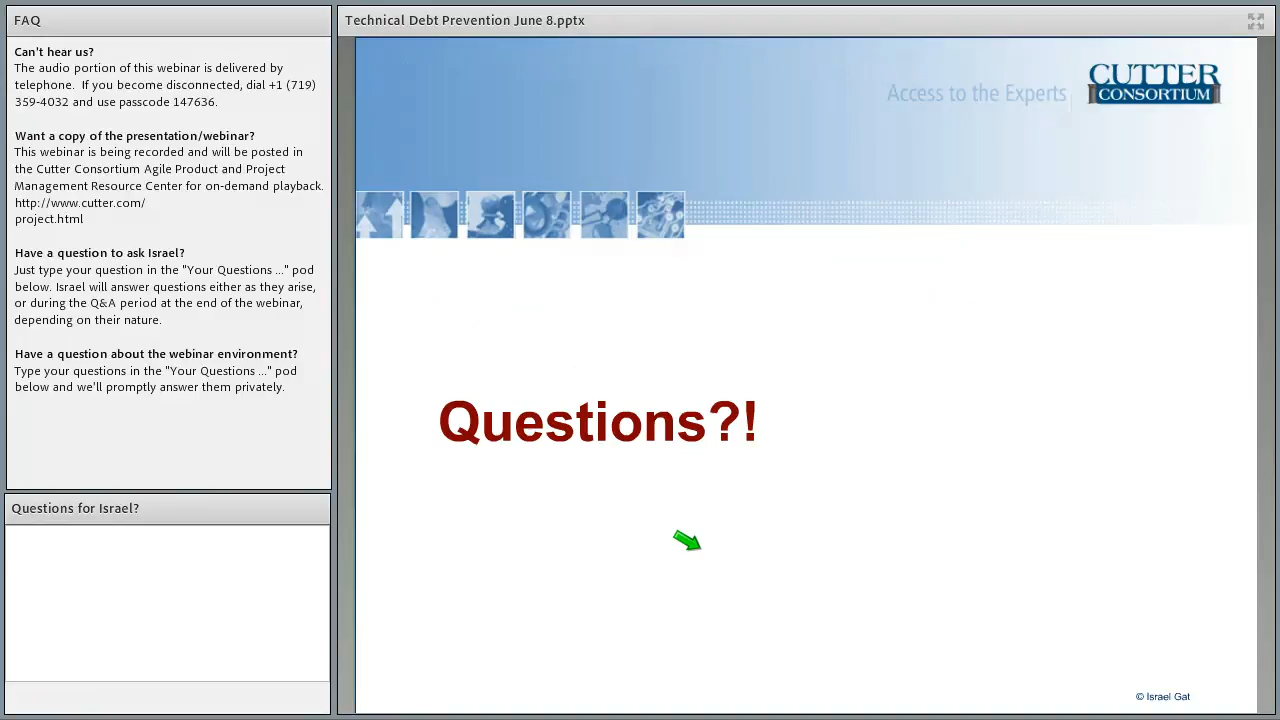 FAQ
Can't hear us?
The audio portion of this webinar is delivered by
telephone.  If you become disconnected, dial +1 (719)
359-4032 and use passcode 147636.
Want a copy of the presentation/webinar?
This webinar is being recorded and will be posted in
the Cutter Consortium Agile Product and Project
Management Resource Center for on-demand playback.
http://www.cutter.com/
project.html
Have a question to ask Israel?
Just type your question in the "Your Questions ..." pod
below. Israel will answer questions either as they arise,
or during the Q&A period at the end of the webinar,
depending on their nature.
Have a question about the webinar environment?
Type your questions in the "Your Questions ..." pod
below and we'll promptly answer them privately.
Questions for Israel?
Technical Debt Prevention June 8.pptx
Access to the Experts
CUTTER
CONSORTIUM
Questions?!
© Israel Gat